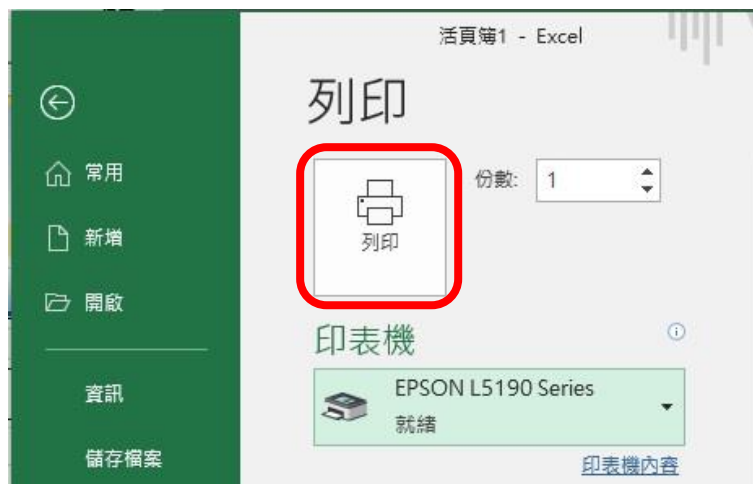 活頁簿1 - Excel
列印
常用
新增
開啟
資訊
儲存檔案
列印
份數: 1
印表機
EPSON L5190 Series
就緒
印表機內容